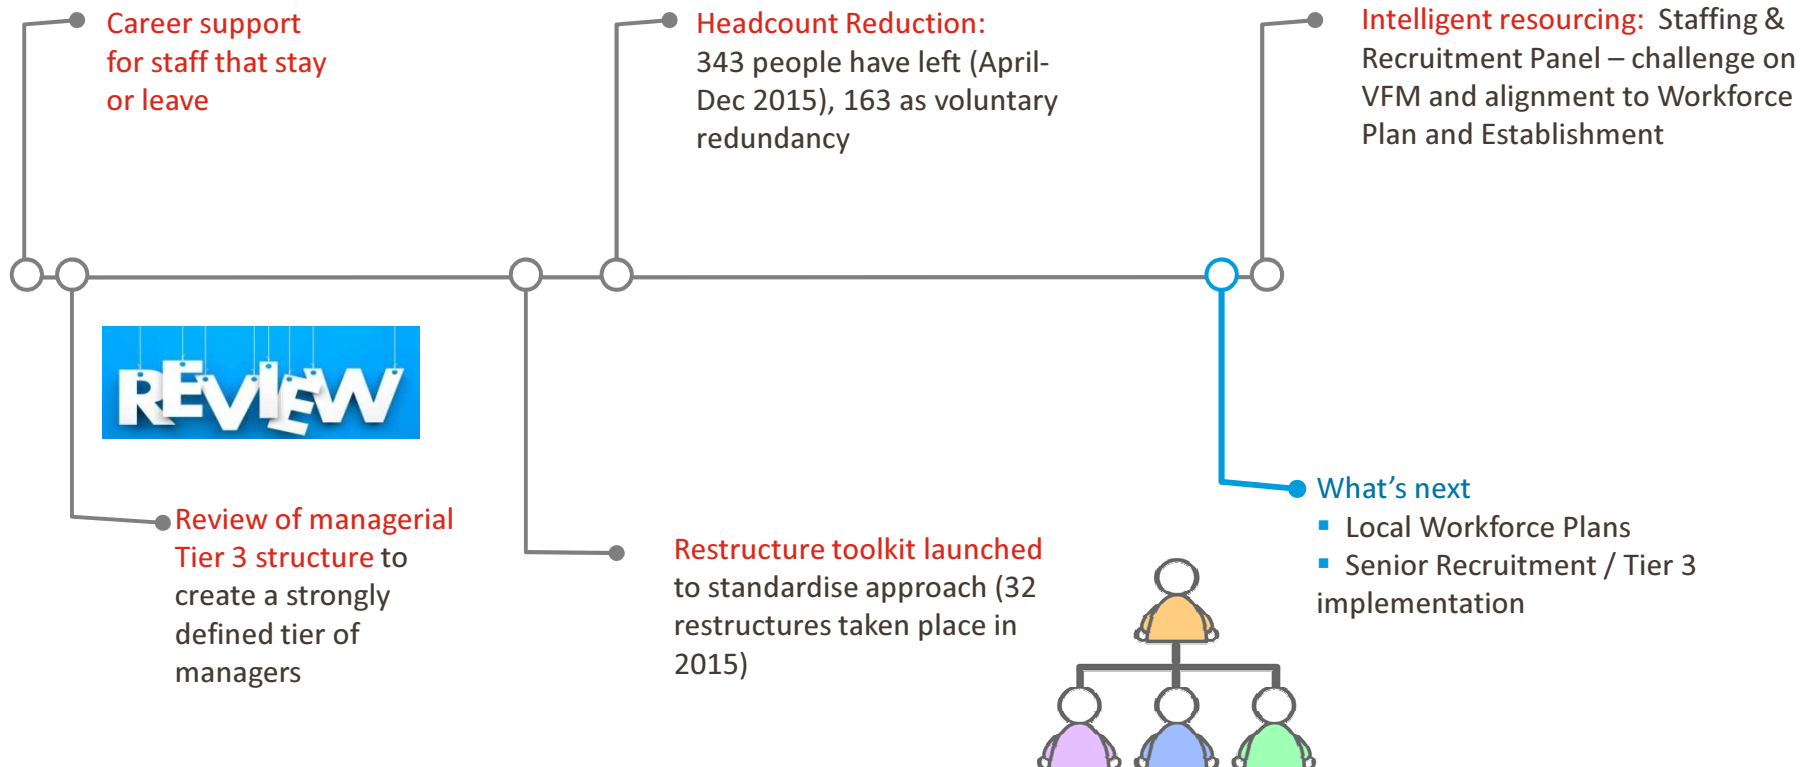 Career support
for staff that stay
or leave
Headcount Reduction:
343 people have left (April-
Dec 2015), 163 as voluntary
redundancy
Intelligent resourcing:  Staffing &
Recruitment Panel – challenge on
VFM and alignment to Workforce
Plan and Establishment
REVIEW
Review of managerial
Tier 3 structure to
create a strongly
defined tier of
managers
Restructure toolkit launched
to standardise approach (32
restructures taken place in
2015)
What’s next
▪ Local Workforce Plans
▪ Senior Recruitment / Tier 3
implementation